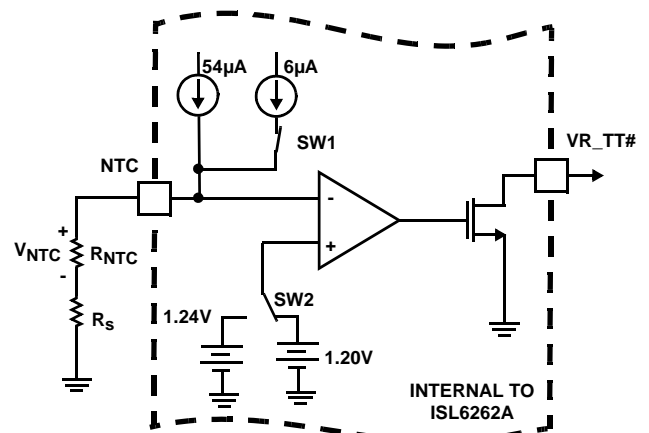 54µA
6µA
SW1
NTC
VR_TT#
-
+
+
VNTC
RNTC
-
SW2
Rs
1.24V
1.20V
INTERNAL TO
ISL6262A